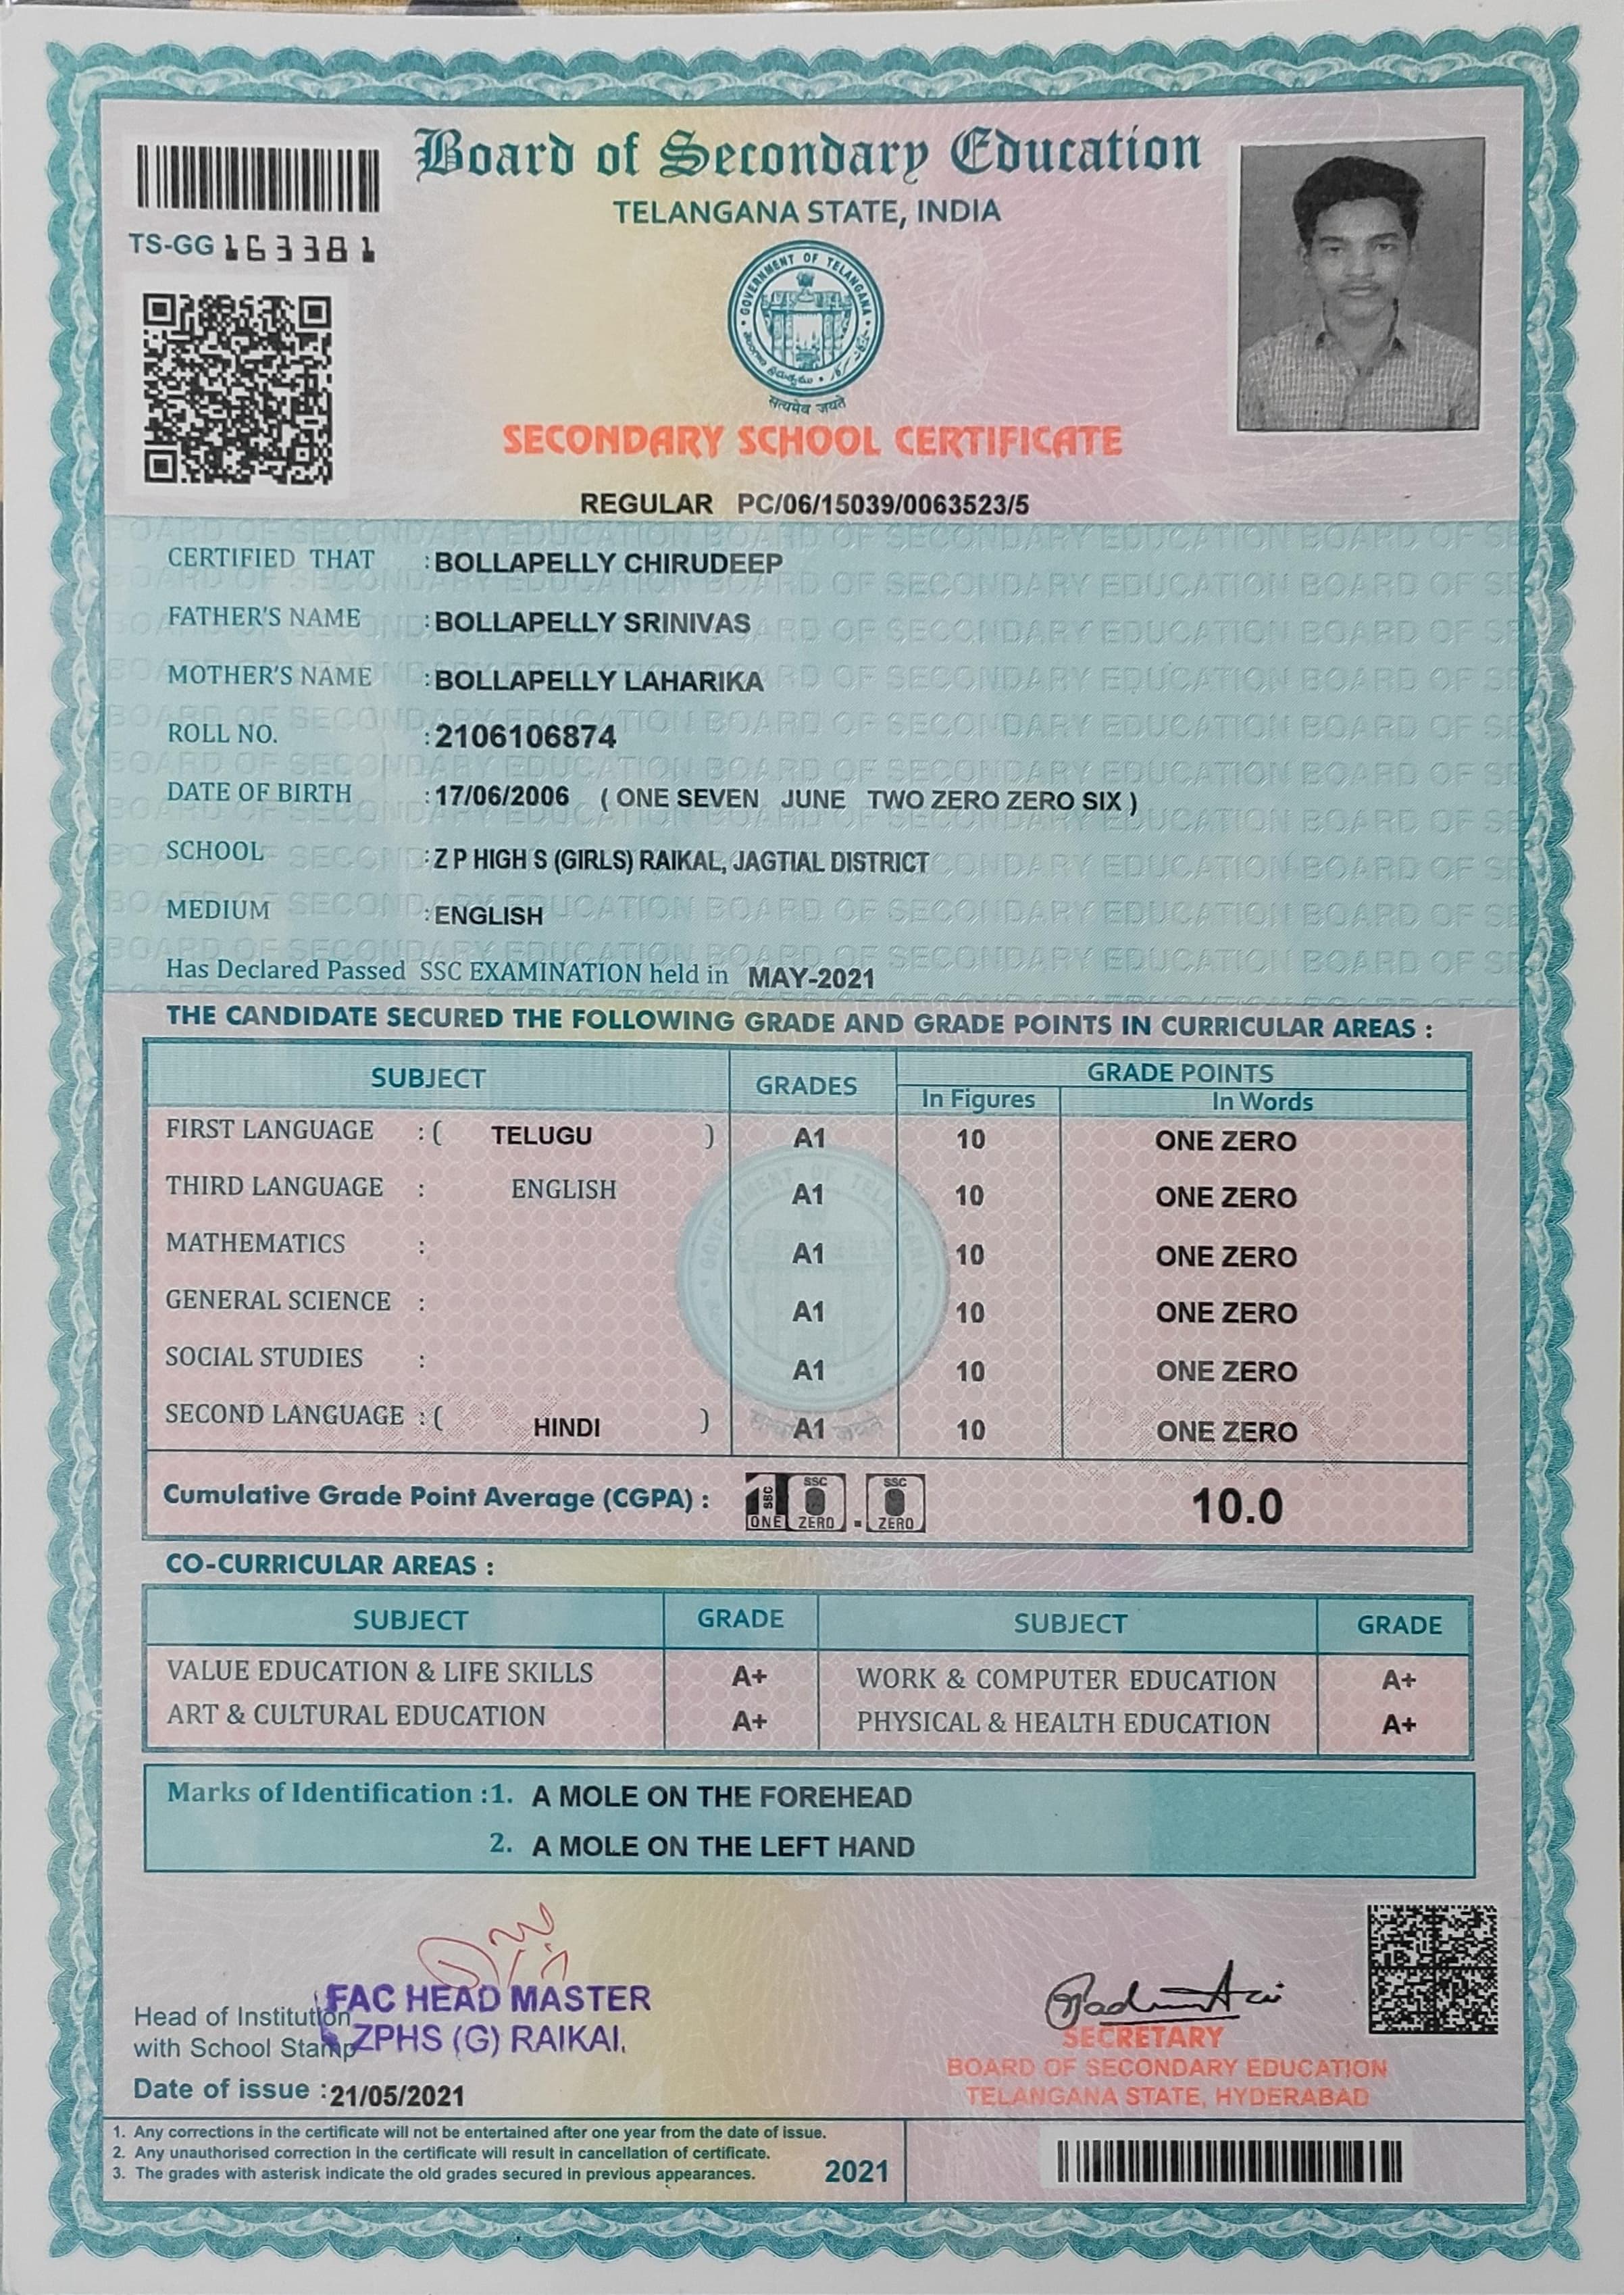 Board of Secondary Education
TELANGANA STATE, INDIA
TS-GG 163381
GOVERNMENT OF TELANGANA
सत्यमेव जयते
SECONDARY SCHOOL CERTIFICATE
REGULAR PC/06/15039/0063523/5
CERTIFIED THAT : BOLLAPELLY CHIRUDEEP
FATHER'S NAME : BOLLAPELLY SRINIVAS
MOTHER'S NAME : BOLLAPELLY LAHARIKA
ROLL NO. : 2106106874
DATE OF BIRTH : 17/06/2006 ( ONE SEVEN JUNE TWO ZERO ZERO SIX )
SCHOOL : Z P HIGH S (GIRLS) RAIKAL, JAGTIAL DISTRICT
MEDIUM : ENGLISH
Has Declared Passed SSC EXAMINATION held in MAY-2021
THE CANDIDATE SECURED THE FOLLOWING GRADE AND GRADE POINTS IN CURRICULAR AREAS :
SUBJECT GRADES GRADE POINTS
In Figures In Words
FIRST LANGUAGE : ( TELUGU ) A1 10 ONE ZERO
THIRD LANGUAGE : ENGLISH A1 10 ONE ZERO
MATHEMATICS : A1 10 ONE ZERO
GENERAL SCIENCE : A1 10 ONE ZERO
SOCIAL STUDIES : A1 10 ONE ZERO
SECOND LANGUAGE : ( HINDI ) A1 10 ONE ZERO
Cumulative Grade Point Average (CGPA) : 1 SSC ONE 0 SSC ZERO . 0 SSC ZERO 10.0
CO-CURRICULAR AREAS :
SUBJECT GRADE SUBJECT GRADE
VALUE EDUCATION & LIFE SKILLS A+ WORK & COMPUTER EDUCATION A+
ART & CULTURAL EDUCATION A+ PHYSICAL & HEALTH EDUCATION A+
Marks of Identification :1. A MOLE ON THE FOREHEAD
2. A MOLE ON THE LEFT HAND
FAC HEAD MASTER
ZPHS (G) RAIKAL
Head of Institution
with School Stamp
Date of issue : 21/05/2021
SECRETARY
BOARD OF SECONDARY EDUCATION
TELANGANA STATE, HYDERABAD
1. Any corrections in the certificate will not be entertained after one year from the date of issue.
2. Any unauthorised correction in the certificate will result in cancellation of certificate.
3. The grades with asterisk indicate the old grades secured in previous appearances.
2021